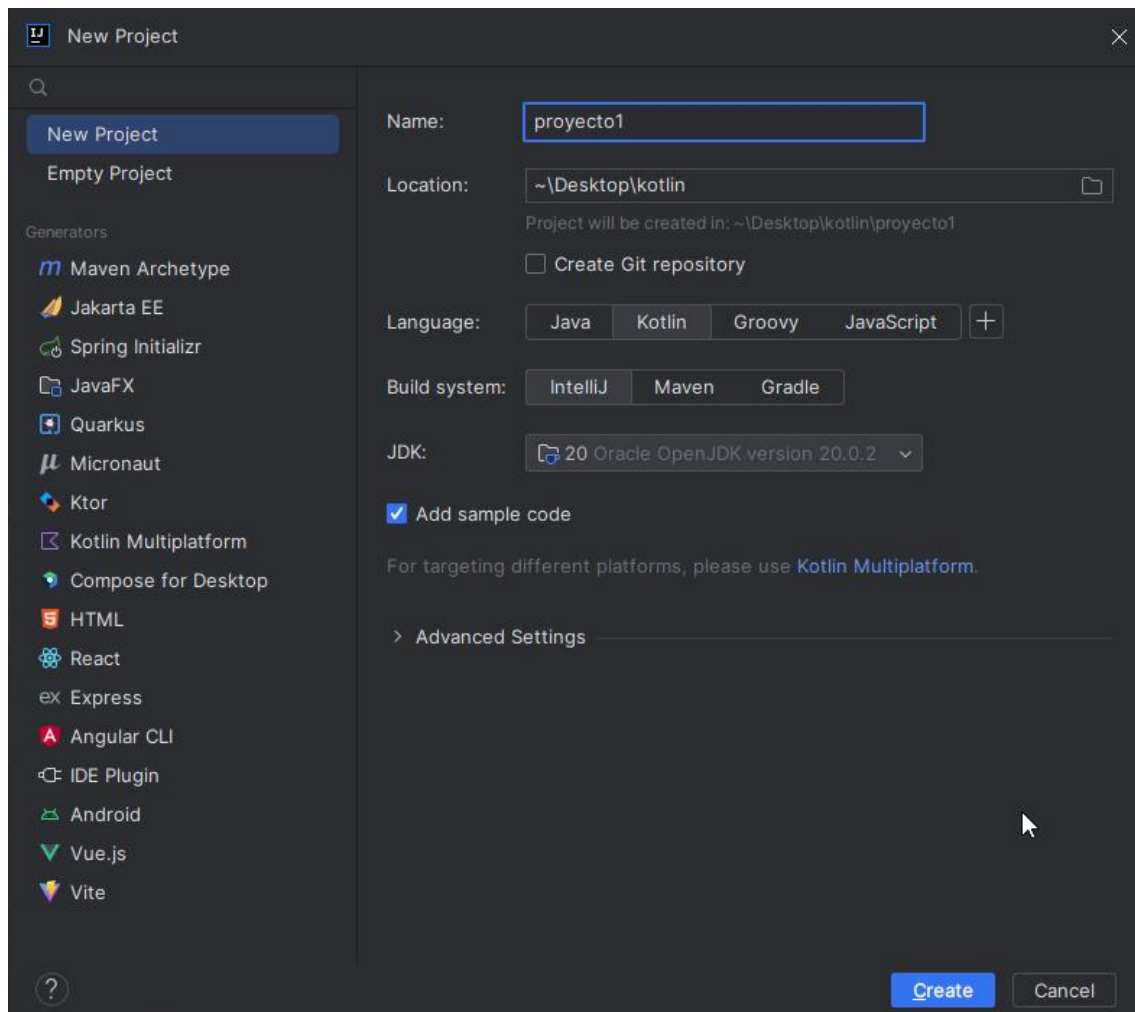 New Project
New Project
Empty Project
Generators
Maven Archetype
Jakarta EE
Spring Initializr
JavaFX
Quarkus
Micronaut
Ktor
Kotlin Multiplatform
Compose for Desktop
HTML
React
ex Express
Angular CLI
IDE Plugin
Android
Vue.js
Vite
Name: proyecto1
Location: ~\Desktop\kotlin
Project will be created in: ~\Desktop\kotlin\proyecto1
Create Git repository
Language: Java Kotlin Groovy JavaScript +
Build system: IntelliJ Maven Gradle
JDK: 20 Oracle OpenJDK version 20.0.2
Add sample code
For targeting different platforms, please use Kotlin Multiplatform.
Advanced Settings
?
Create Cancel